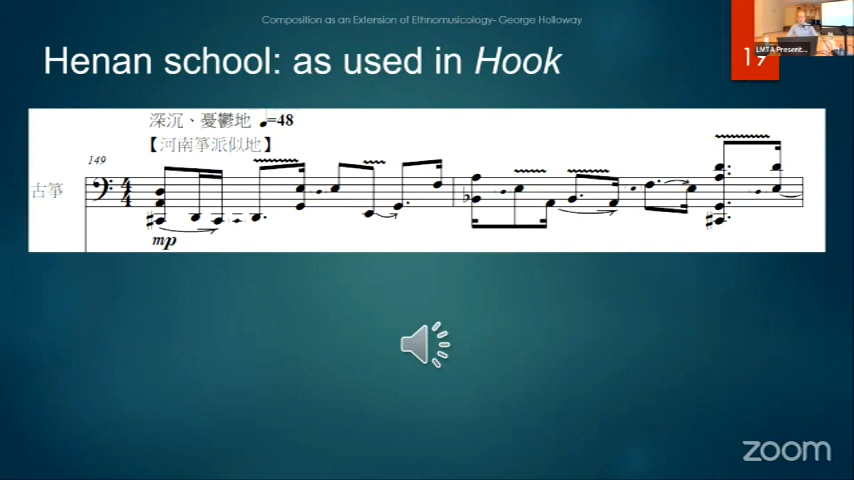 Composition as an Extension of Ethnomusicology- George Holloway
Henan school: as used in Hook
19
LMTA Present...
深沉、憂鬱地 ♩=48
【河南箏派似地】
149
古箏
mp
zoom